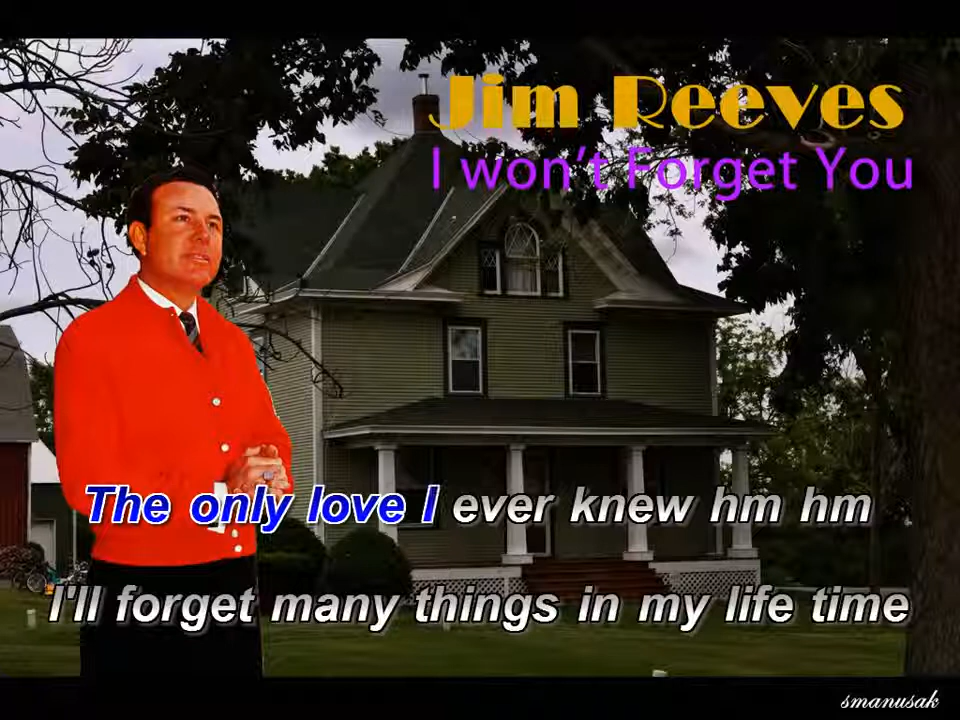 Jim Reeves
I won't Forget You
The only love I ever knew hm hm
I'll forget many things in my life time
smanusak